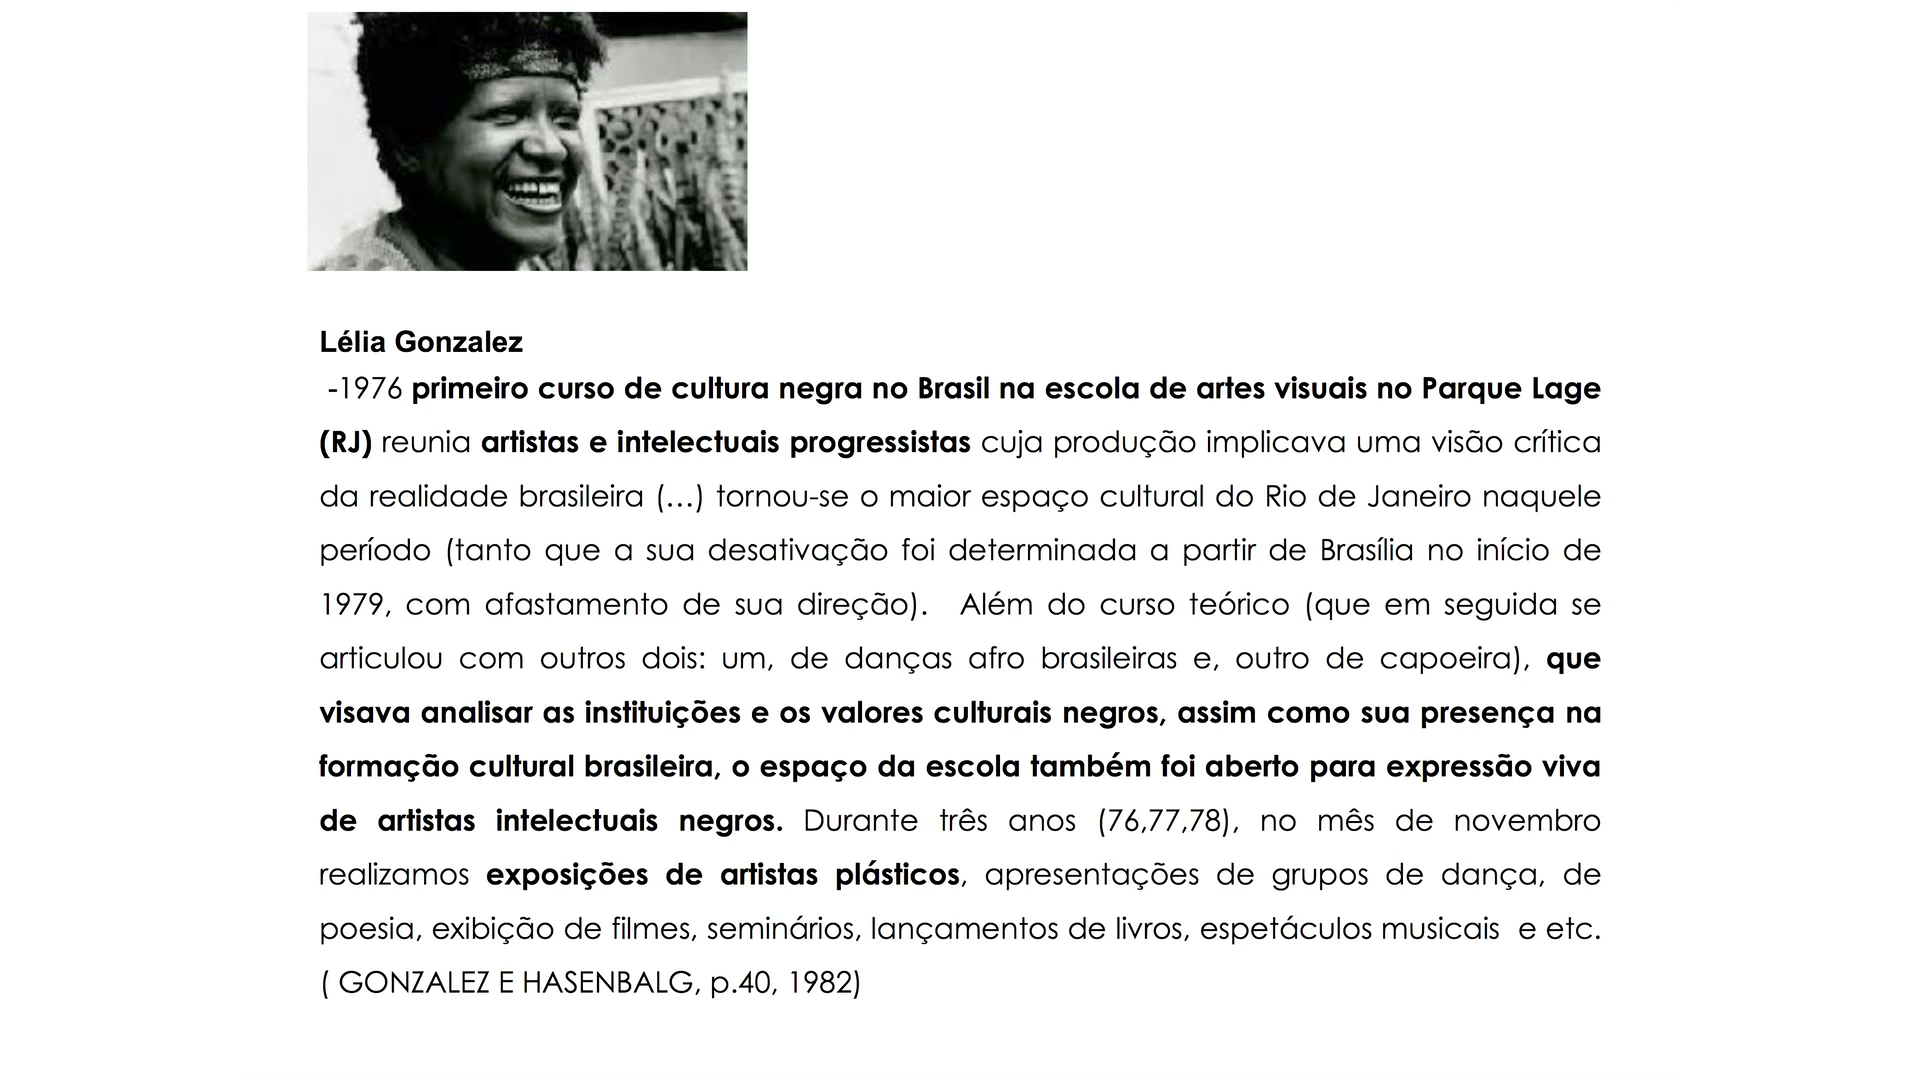 Lélia Gonzalez
-1976 primeiro curso de cultura negra no Brasil na escola de artes visuais no Parque Lage
(RJ) reunia artistas e intelectuais progressistas cuja produção implicava uma visão crítica
da realidade brasileira (...) tornou-se o maior espaço cultural do Rio de Janeiro naquele
período (tanto que a sua desativação foi determinada a partir de Brasília no início de
1979, com afastamento de sua direção). Além do curso teórico (que em seguida se
articulou com outros dois: um, de danças afro brasileiras e, outro de capoeira), que
visava analisar as instituições e os valores culturais negros, assim como sua presença na
formação cultural brasileira, o espaço da escola também foi aberto para expressão viva
de artistas intelectuais negros. Durante três anos (76,77,78), no mês de novembro
realizamos exposições de artistas plásticos, apresentações de grupos de dança, de
poesia, exibição de filmes, seminários, lançamentos de livros, espetáculos musicais e etc.
( GONZALEZ E HASENBALG, p.40, 1982)